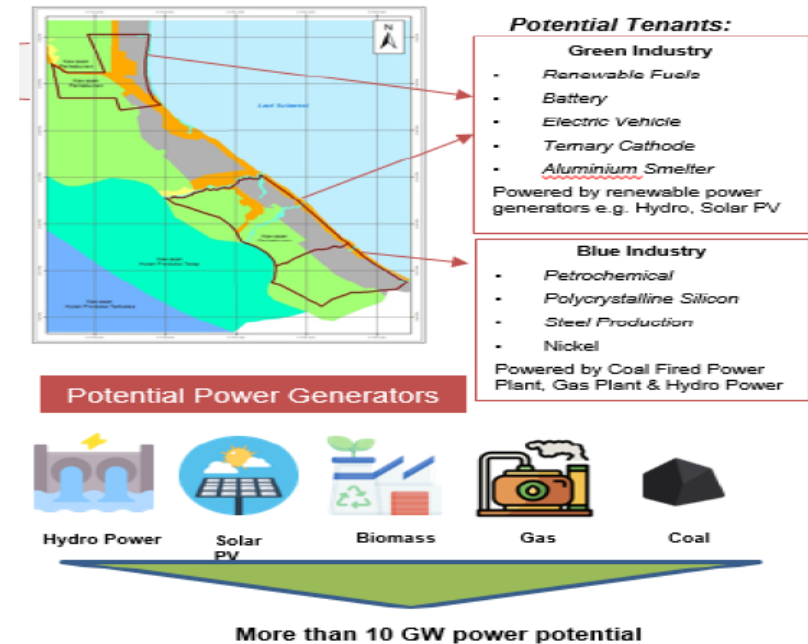 Potential Tenants:
N
Green Industry
- Renewable Fuels
- Battery
- Electric Vehicle
- Ternary Cathode
- Aluminium Smelter
Powered by renewable power
generators e.g. Hydro, Solar PV
Blue Industry
- Petrochemical
- Polycrystalline Silicon
- Steel Production
- Nickel
Powered by Coal Fired Power
Plant, Gas Plant & Hydro Power
Laut Sulawesi
Potential Power Generators
Hydro Power
Solar
PV
Biomass
Gas
Coal
More than 10 GW power potential